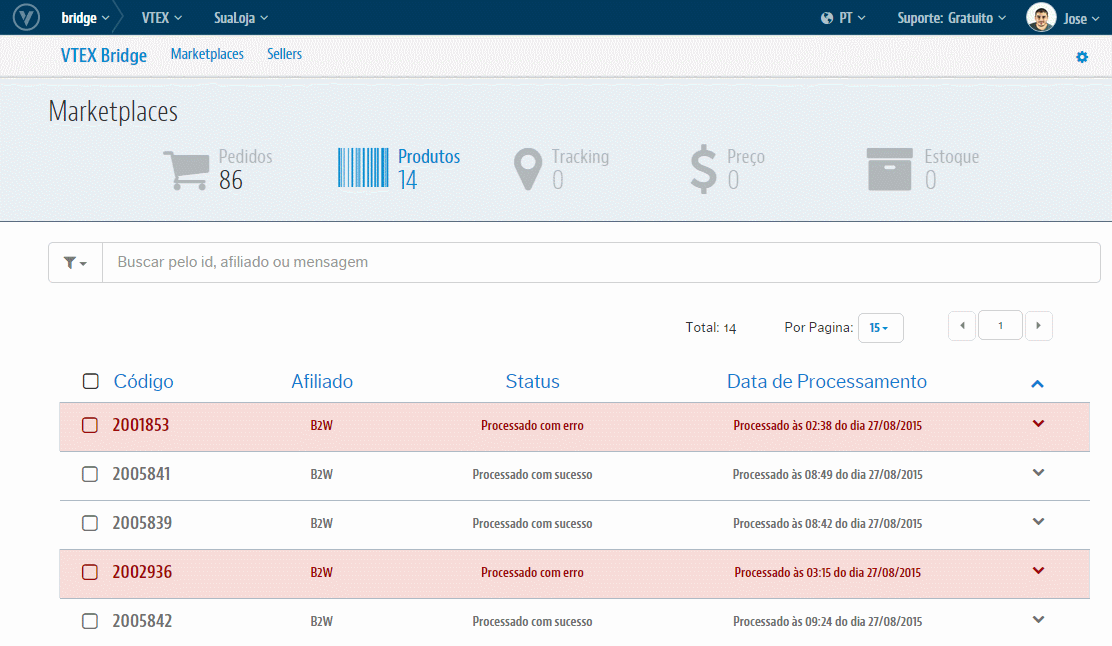 bridge VTEX SuaLoja PT Suporte: Gratuito Jose
VTEX Bridge Marketplaces Sellers
Marketplaces
Pedidos Produtos Tracking Preço Estoque
86 14 0 0 0
Buscar pelo id, afiliado ou mensagem
Total: 14 Por Pagina: 15 1
Código Afiliado Status Data de Processamento
2001853 B2W Processado com erro Processado às 02:38 do dia 27/08/2015
2005841 B2W Processado com sucesso Processado às 08:49 do dia 27/08/2015
2005839 B2W Processado com sucesso Processado às 08:42 do dia 27/08/2015
2002936 B2W Processado com erro Processado às 03:15 do dia 27/08/2015
2005842 B2W Processado com sucesso Processado às 09:24 do dia 27/08/2015